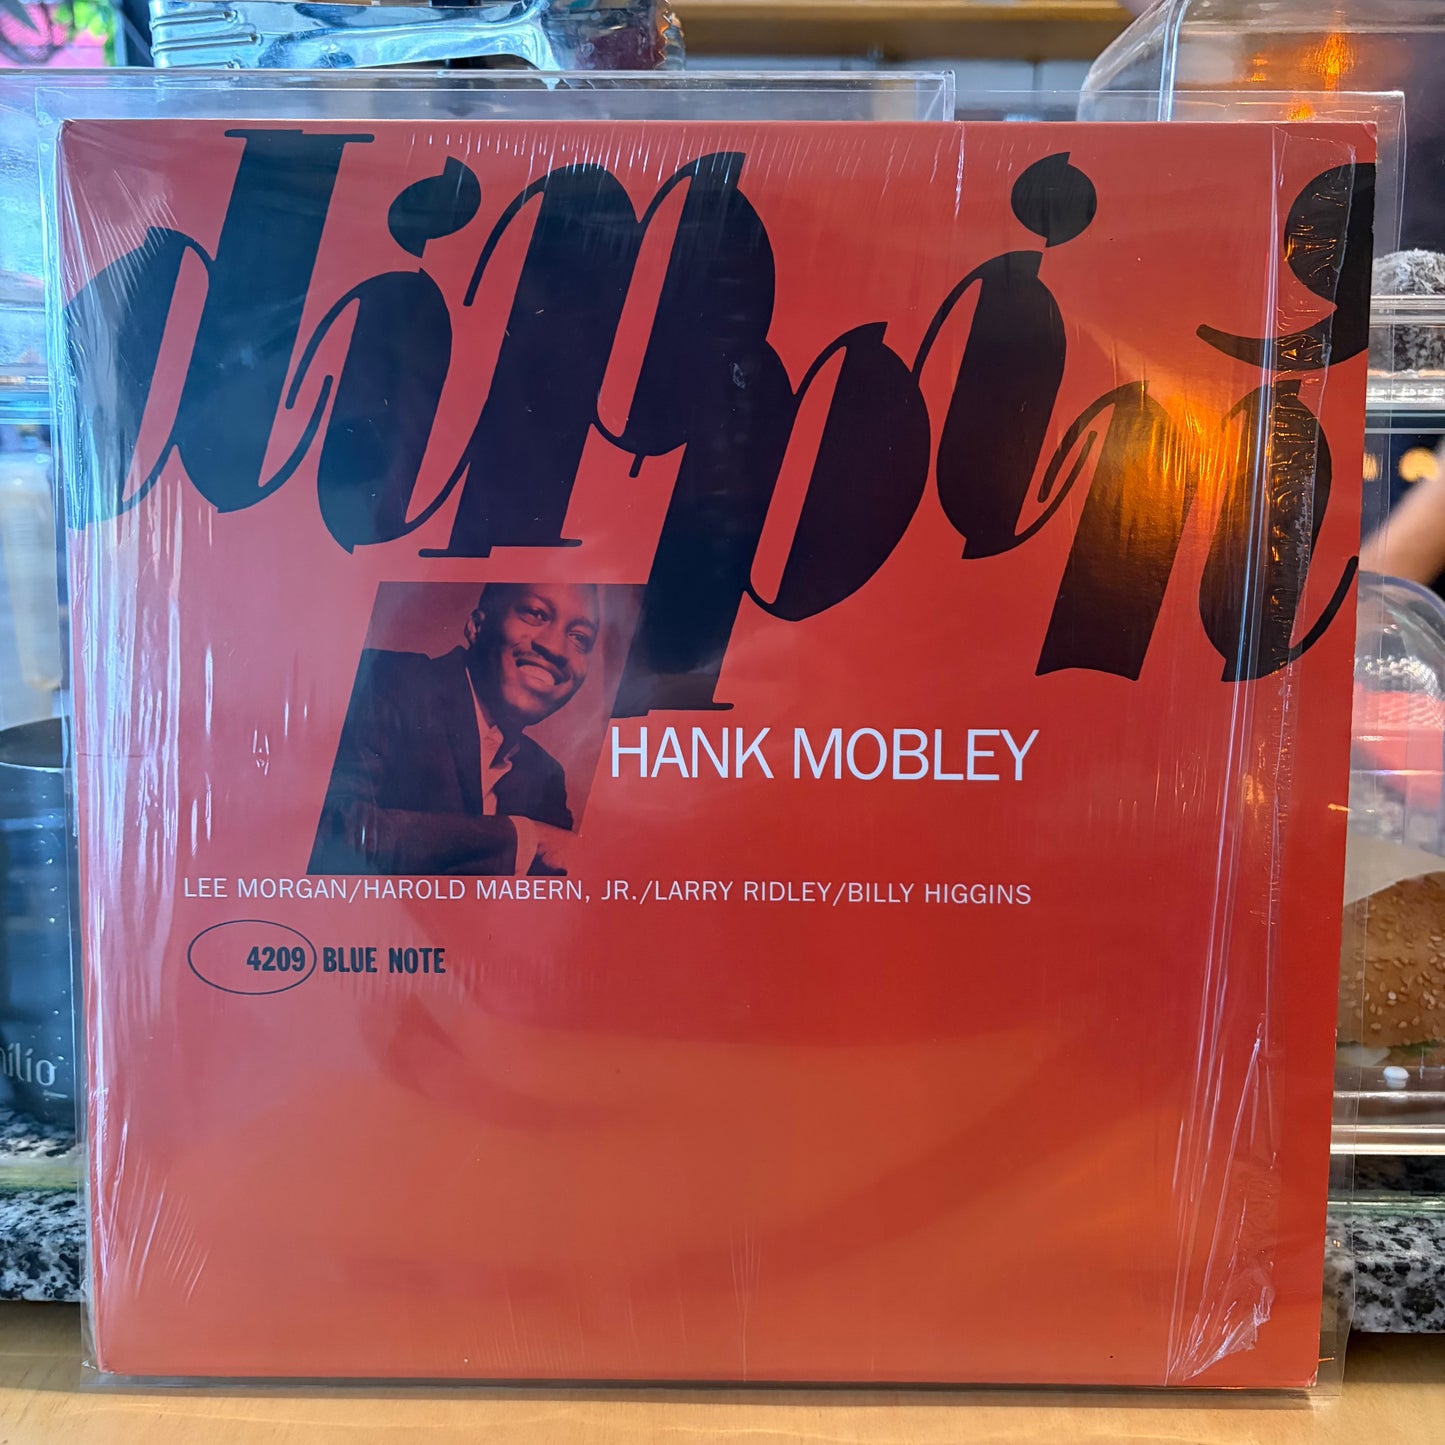 dippin'
HANK MOBLEY
LEE MORGAN/HAROLD MABERN, JR./LARRY RIDLEY/BILLY HIGGINS
4209 BLUE NOTE